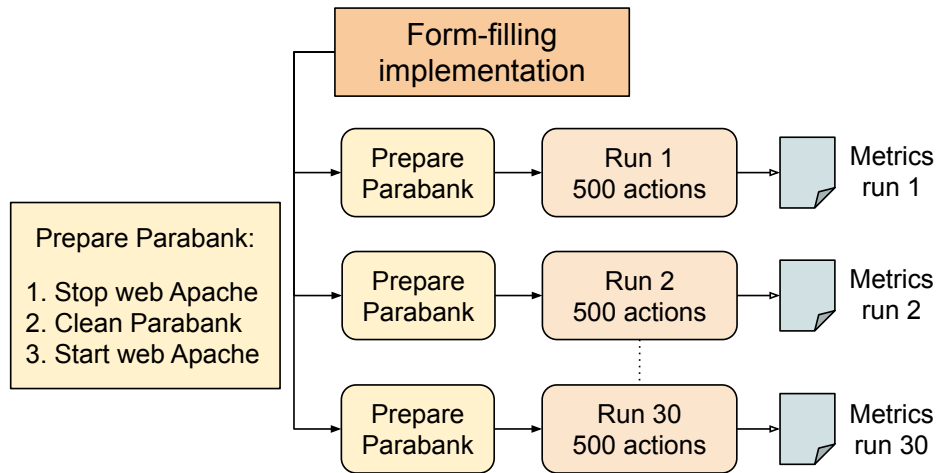 Form-filling
implementation
Prepare
Parabank
Run 1
500 actions
Metrics
run 1
Prepare Parabank:
1. Stop web Apache
2. Clean Parabank
3. Start web Apache
Prepare
Parabank
Run 2
500 actions
Metrics
run 2
Prepare
Parabank
Run 30
500 actions
Metrics
run 30